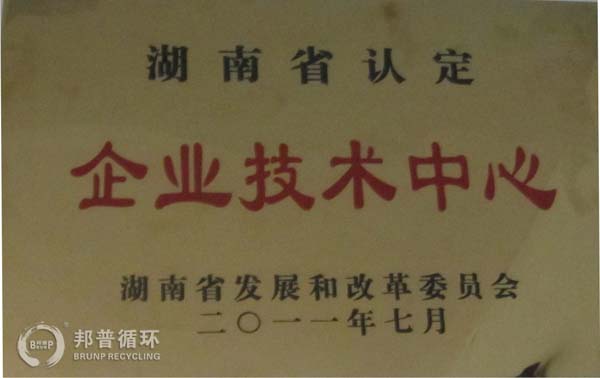 湖南省认定
企业技术中心
湖南省发展和改革委员会
二〇一一年七月
邦普循环
BRUNP RECYCLING